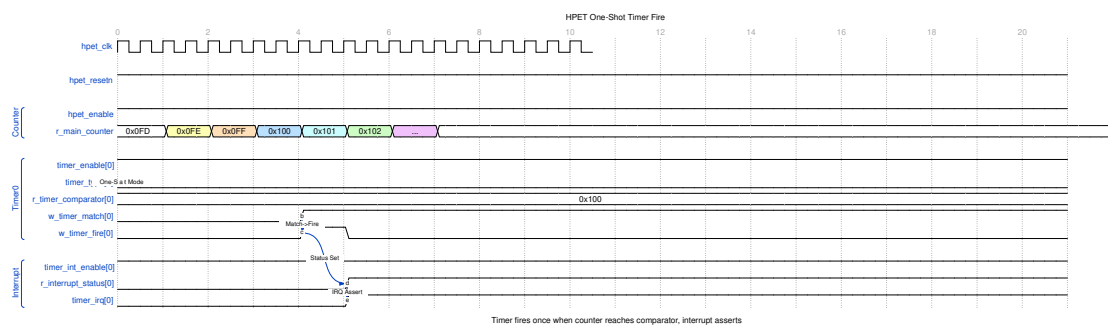 HPET One-Shot Timer Fire
0 2 4 6 8 10 12 14 16 18 20
hpet_clk
hpet_resetn
Counter
hpet_enable
r_main_counter 0x0FD 0x0FE 0x0FF 0x100 0x101 0x102 ...
Timer0
timer_enable[0]
One-S a t Mode
r_timer_comparator[0] 0x100
w_timer_match[0] b
Match->Fire
w_timer_fire[0] c
Status Set
Interrupt
timer_int_enable[0]
r_interrupt_status[0] d
IRQ Assert
timer_irq[0] e
Timer fires once when counter reaches comparator, interrupt asserts